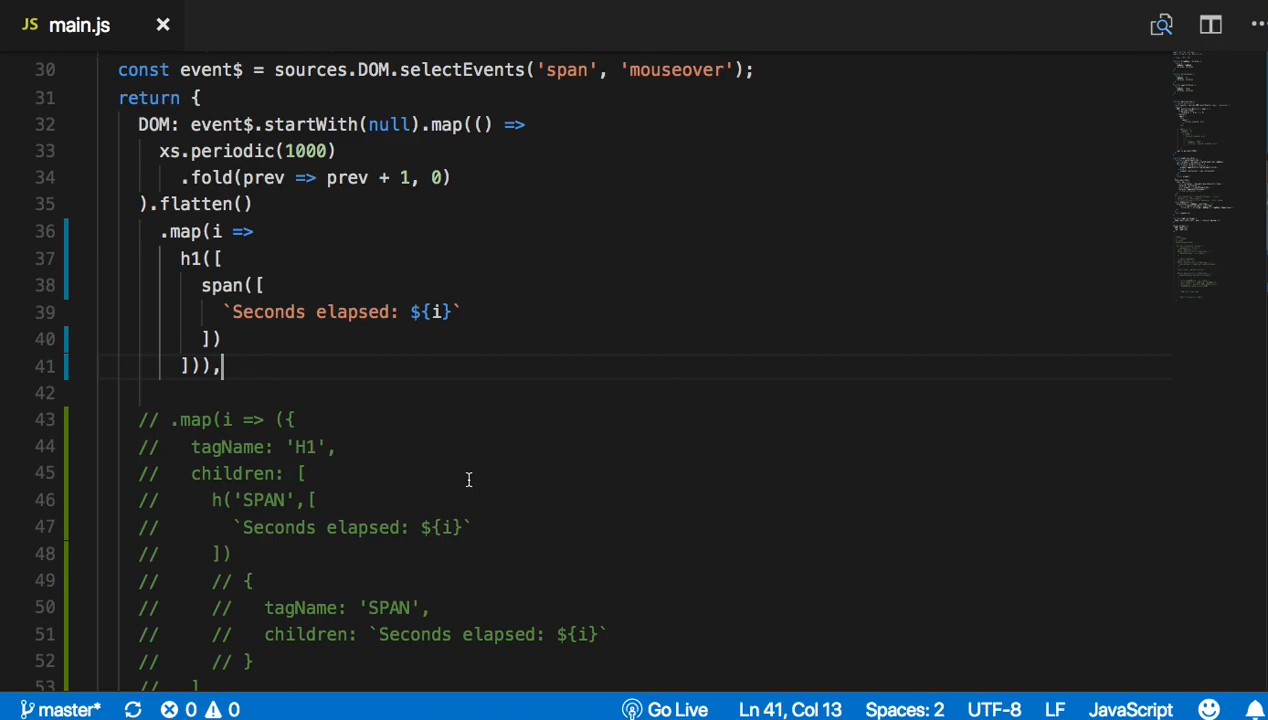 JS main.js ×
30 const event$ = sources.DOM.selectEvents('span', 'mouseover');
31 return {
32 DOM: event$.startWith(null).map(() =>
33 xs.periodic(1000)
34 .fold(prev => prev + 1, 0)
35 ).flatten()
36 .map(i =>
37 h1([
38 span([
39 `Seconds elapsed: ${i}`
40 ])
41 ])),
42
43 // .map(i => ({
44 //   tagName: 'H1',
45 //   children: [
46 //     h('SPAN',[
47 //       `Seconds elapsed: ${i}`
48 //     ])
49 //     // {
50 //     //   tagName: 'SPAN',
51 //     //   children: `Seconds elapsed: ${i}`
52 //     // }
53 //   ]
master* 0 0 Go Live Ln 41, Col 13 Spaces: 2 UTF-8 LF JavaScript